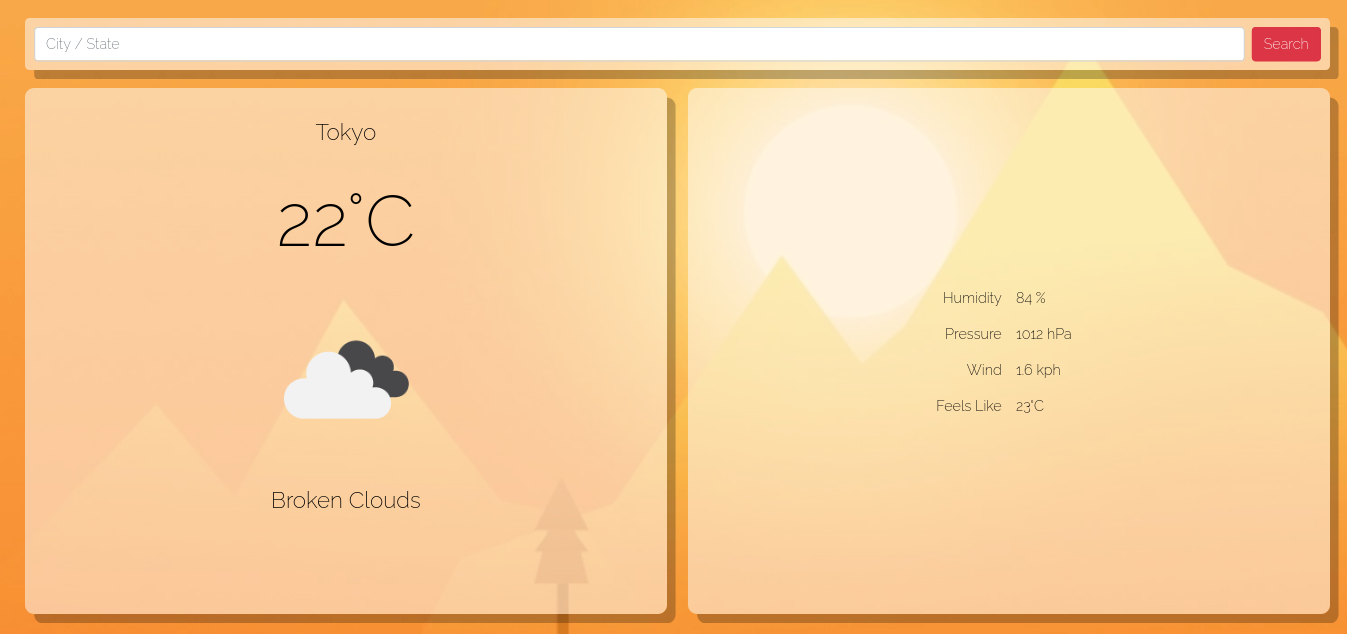 City / State
Search
Tokyo
22°C
Broken Clouds
Humidity 84 %
Pressure 1012 hPa
Wind 1.6 kph
Feels Like 23°C